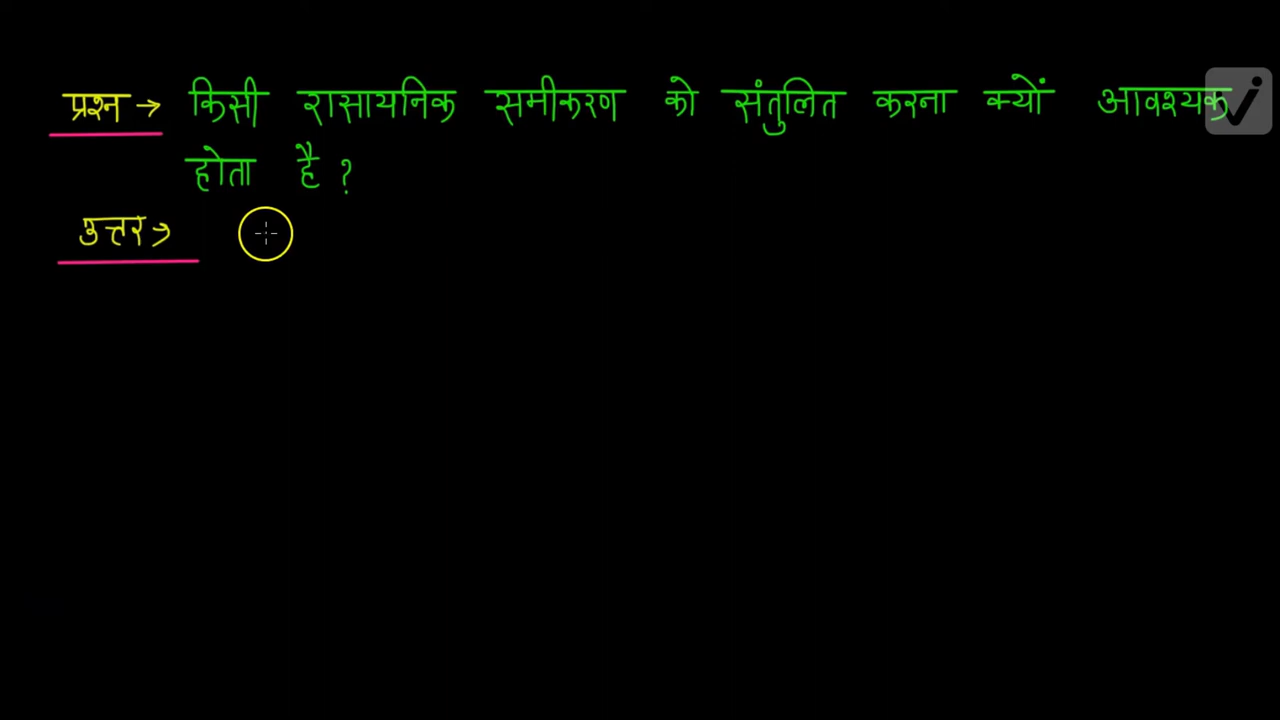 प्रश्न → किसी रासायनिक समीकरण को संतुलित करना क्यों आवश्यक
होता है ?
उत्तर →